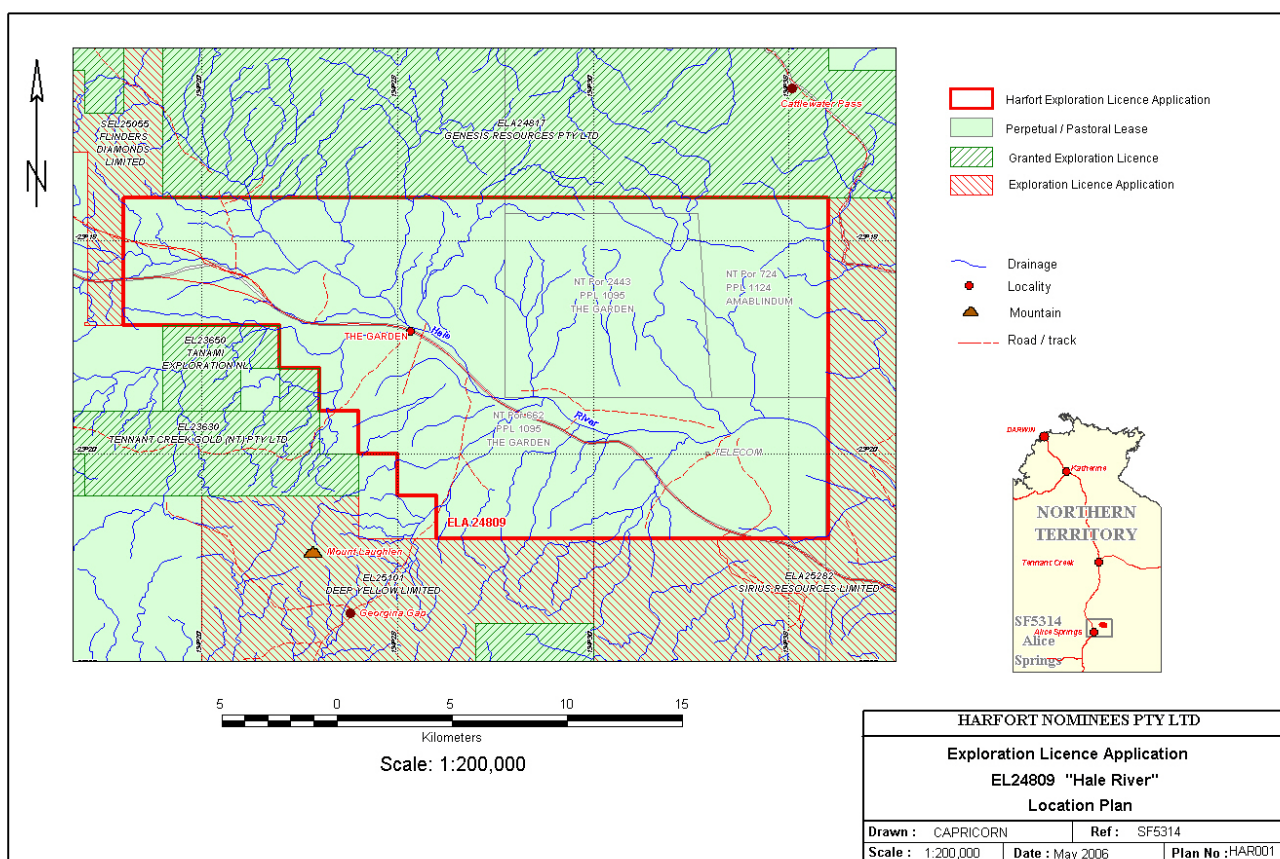 N
Cattlewater Pass
SEL25055
FLINDERS
DIAMONDS
LIMITED
ELA24817
GENESIS RESOURCES PTY LTD
NT Por 2443
PPL 1095
THE GARDEN
NT Por 724
PPL 1124
AMABLINDUM
THE GARDEN
Hale
River
EL23650
TANAMI
EXPLORATION NL
EL23630
TENNANT CREEK GOLD (NT) PTY LTD
NT Por 662
PPL 1095
THE GARDEN
TELECOM
ELA 24809
Mount Laughlen
EL25101
DEEP YELLOW LIMITED
Georgina Gap
ELA25282
SIRIUS RESOURCES LIMITED
Harfort Exploration Licence Application
Perpetual / Pastoral Lease
Granted Exploration Licence
Exploration Licence Application
Drainage
Locality
Mountain
Road / track
DARWIN
Katherine
NORTHERN
TERRITORY
Tennant Creek
SF5314
Alice
Springs
Alice Springs
5 0 5 10 15
Kilometers
Scale: 1:200,000
HARFORT NOMINEES PTY LTD
Exploration Licence Application
EL24809 "Hale River"
Location Plan
Drawn : CAPRICORN Ref : SF5314
Scale : 1:200,000 Date : May 2006 Plan No : HAR001